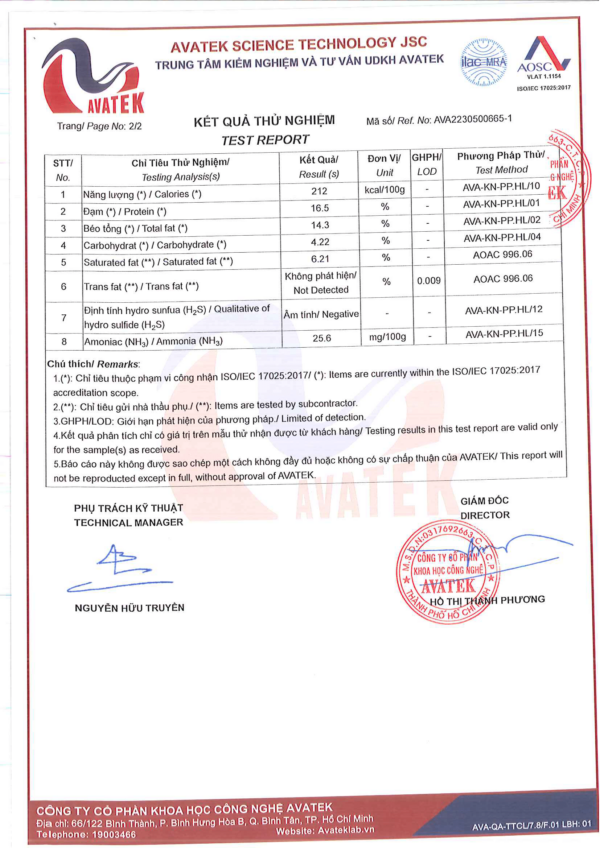 AVATEK
AVATEK SCIENCE TECHNOLOGY JSC
TRUNG TÂM KIỂM NGHIỆM VÀ TƯ VẤN UDKH AVATEK
ilac-MRA
AOSC
VLAT 1.1154
ISO/IEC 17025:2017
Trang/ Page No: 2/2
KẾT QUẢ THỬ NGHIỆM
Mã số/ Ref. No: AVA2230500665-1
TEST REPORT
STT/ No. Chỉ Tiêu Thử Nghiệm/ Testing Analysis(s) Kết Quả/ Result (s) Đơn Vị/ Unit GHPH/ LOD Phương Pháp Thử/ Test Method
1 Năng lượng (*) / Calories (*) 212 kcal/100g - AVA-KN-PP.HL/10
2 Đạm (*) / Protein (*) 16.5 % - AVA-KN-PP.HL/01
3 Béo tổng (*) / Total fat (*) 14.3 % - AVA-KN-PP.HL/02
4 Carbohydrat (*) / Carbohydrate (*) 4.22 % - AVA-KN-PP.HL/04
5 Saturated fat (**) / Saturated fat (**) 6.21 % - AOAC 996.06
6 Trans fat (**) / Trans fat (**) Không phát hiện/ Not Detected % 0.009 AOAC 996.06
7 Định tính hydro sunfua (H₂S) / Qualitative of hydro sulfide (H₂S) Âm tính/ Negative - - AVA-KN-PP.HL/12
8 Amoniac (NH₃) / Ammonia (NH₃) 25.6 mg/100g - AVA-KN-PP.HL/15
Chú thích/ Remarks:
1.(*): Chỉ tiêu thuộc phạm vi công nhận ISO/IEC 17025:2017/ (*): Items are currently within the ISO/IEC 17025:2017
accreditation scope.
2.(**): Chỉ tiêu gửi nhà thầu phụ./ (**): Items are tested by subcontractor.
3.GHPH/LOD: Giới hạn phát hiện của phương pháp./ Limited of detection.
4.Kết quả phân tích chỉ có giá trị trên mẫu thử nhận được từ khách hàng/ Testing results in this test report are valid only
for the sample(s) as received.
5.Báo cáo này không được sao chép một cách không đầy đủ hoặc không có sự chấp thuận của AVATEK/ This report will
not be reproduced except in full, without approval of AVATEK.
AVATEK
PHỤ TRÁCH KỸ THUẬT
TECHNICAL MANAGER
GIÁM ĐỐC
DIRECTOR
M.S.D.N:0317692663-C.T.C.P
CÔNG TY CỔ PHẦN
KHOA HỌC CÔNG NGHỆ
AVATEK
THÀNH PHỐ HỒ CHÍ MINH
NGUYỄN HỮU TRUYỀN
HỒ THỊ THANH PHƯƠNG
CÔNG TY CỔ PHẦN KHOA HỌC CÔNG NGHỆ AVATEK
Địa chỉ: 66/122 Bình Thành, P. Bình Hưng Hòa B, Q. Bình Tân, TP. Hồ Chí Minh
Telephone: 19003466
Website: Avateklab.vn
AVA-QA-TTCL/7.8/F.01 LBH: 01